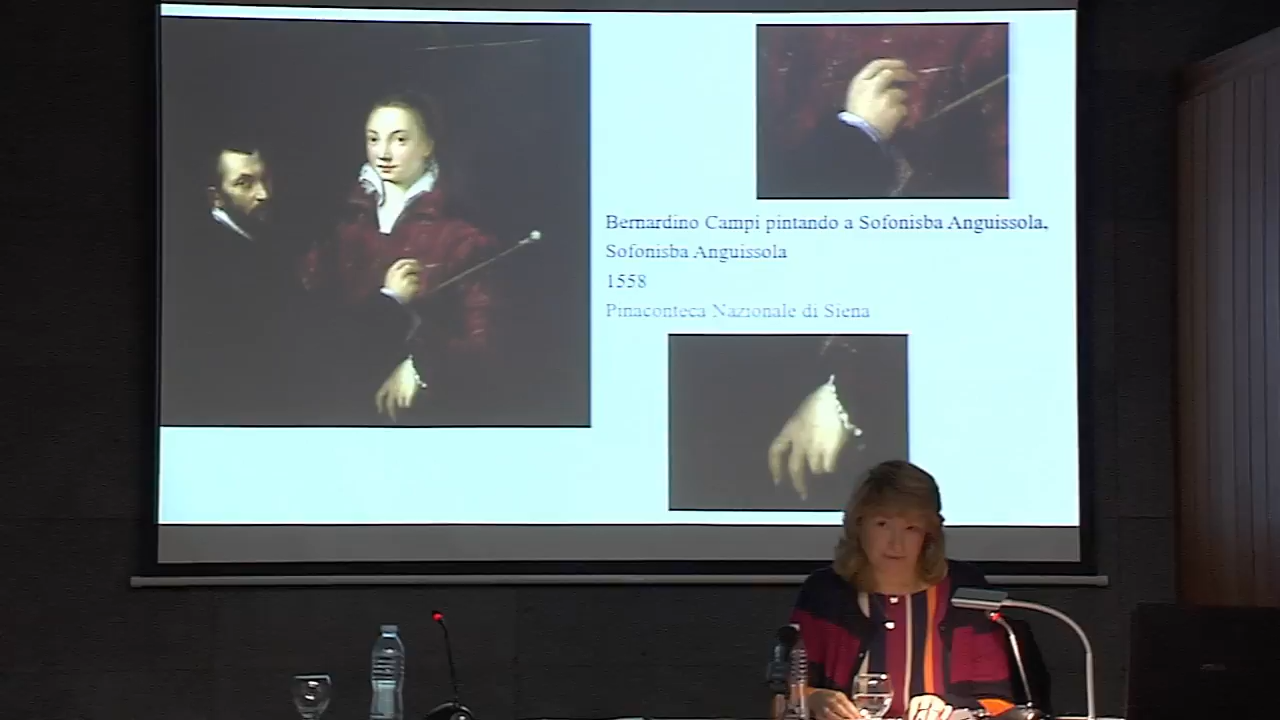 Bernardino Campi pintando a Sofonisba Anguissola,
Sofonisba Anguissola
1558
Pinaconteca Nazionale di Siena